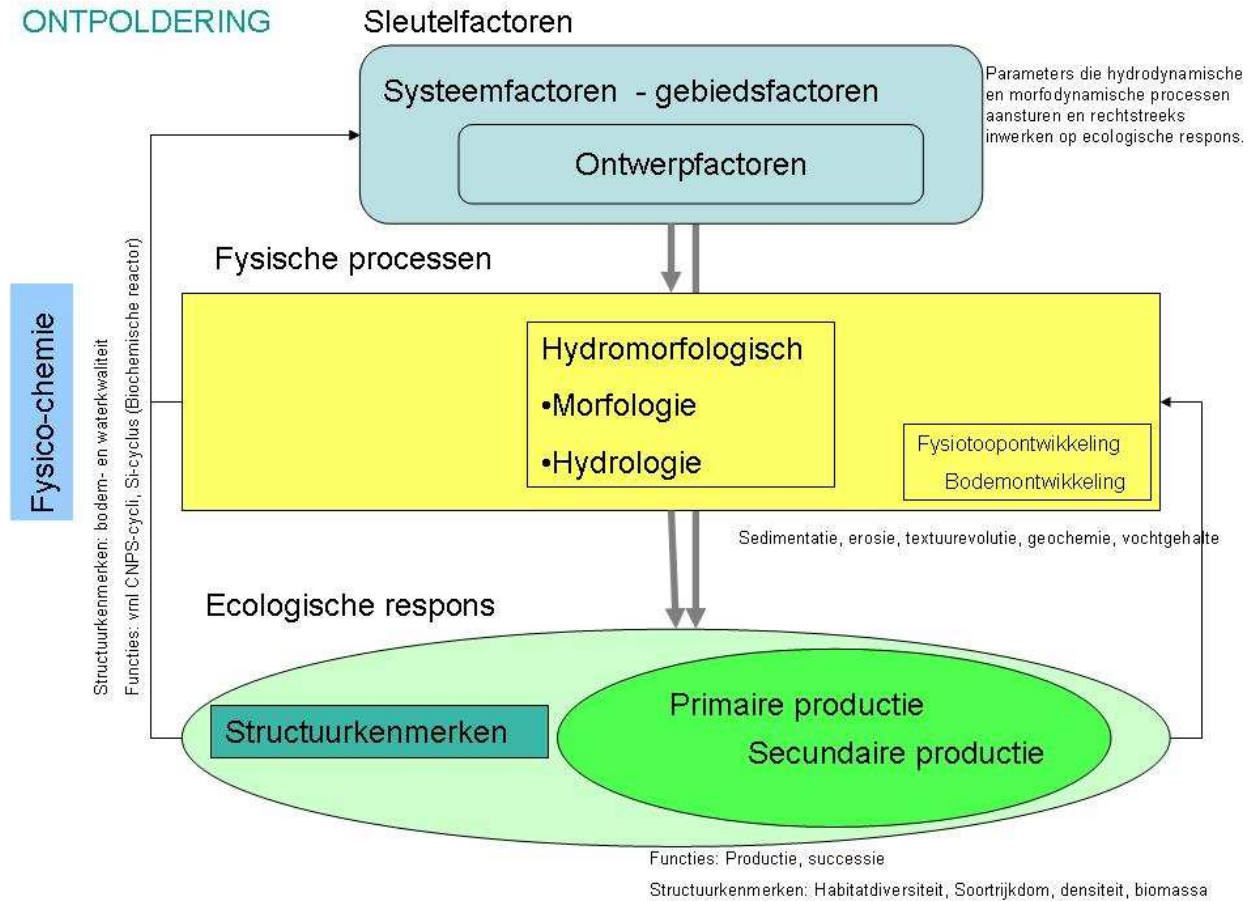 ONTPOLDERING
Sleutelfactoren
Systeemfactoren - gebiedsfactoren
Ontwerpfactoren
Parameters die hydrodynamische
en morfodynamische processen
aansturen en rechtstreeks
inwerken op ecologische respons.
Fysische processen
Hydromorfologisch
•Morfologie
•Hydrologie
Fysiotoopontwikkeling
Bodemontwikkeling
Sedimentatie, erosie, textuurevolutie, geochemie, vochtgehalte
Fysico-chemie
Structuurkenmerken: bodem- en waterkwaliteit
Functies: vnl CNPS-cycli, Si-cyclus (Biochemische reactor)
Ecologische respons
Structuurkenmerken
Primaire productie
Secundaire productie
Functies: Productie, successie
Structuurkenmerken: Habitatdiversiteit, Soortrijkdom, densiteit, biomassa